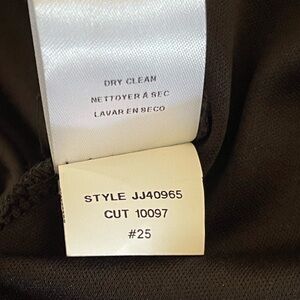 DRY CLEAN
NETTOYER À SEC
LAVAR EN SECO
STYLE JJ40965
CUT 10097
#25